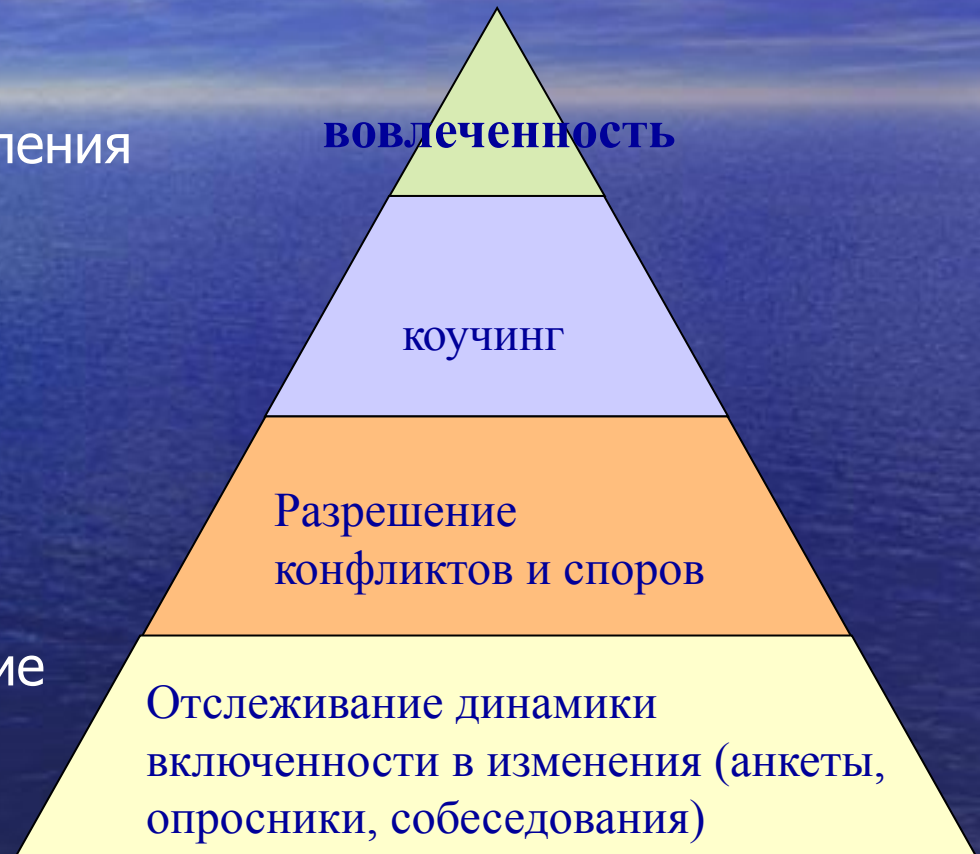 вовлеченность
ления
коучинг
Разрешение
конфликтов и споров
ие
Отслеживание динамики
включенности в изменения (анкеты,
опросники, собеседования)